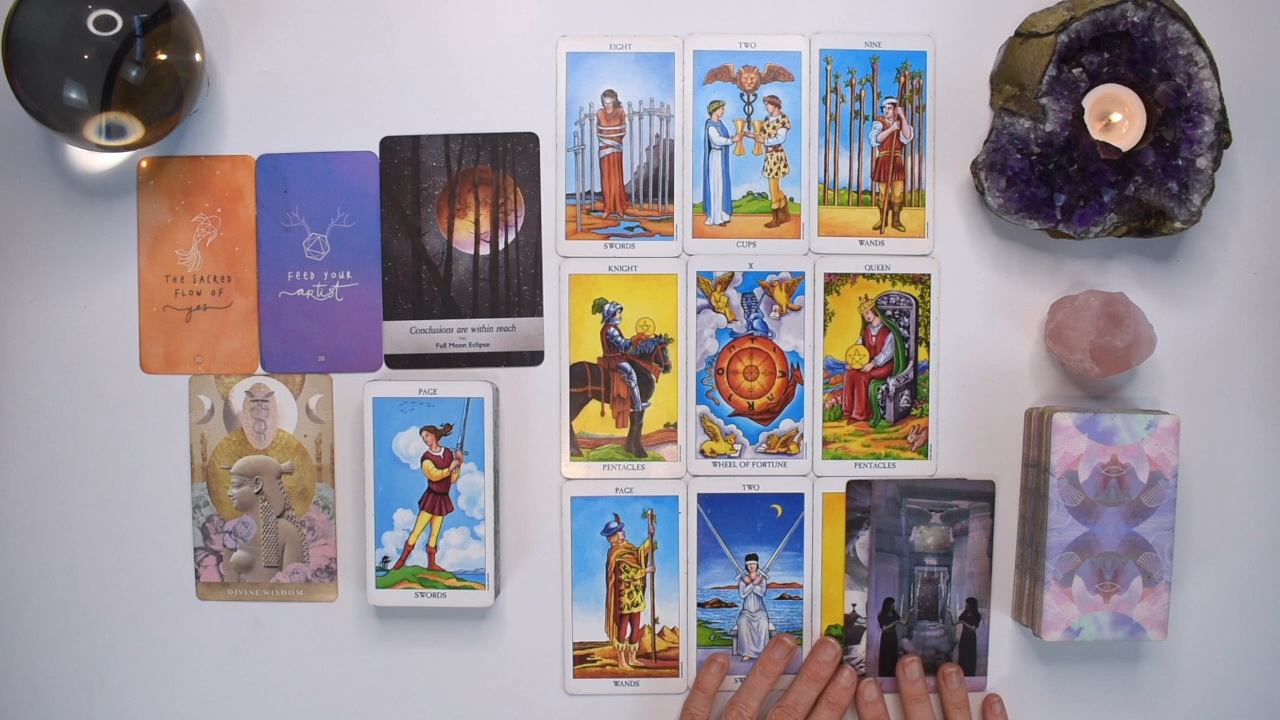 THE SACRED
FLOW OF
yes
FEED YOUR
artist
28
Conclusions are within reach
Full Moon Eclipse
DIVINE WISDOM
PAGE
SWORDS
EIGHT
SWORDS
TWO
CUPS
NINE
WANDS
KNIGHT
PENTACLES
X
WHEEL OF FORTUNE
QUEEN
PENTACLES
PAGE
WANDS
TWO